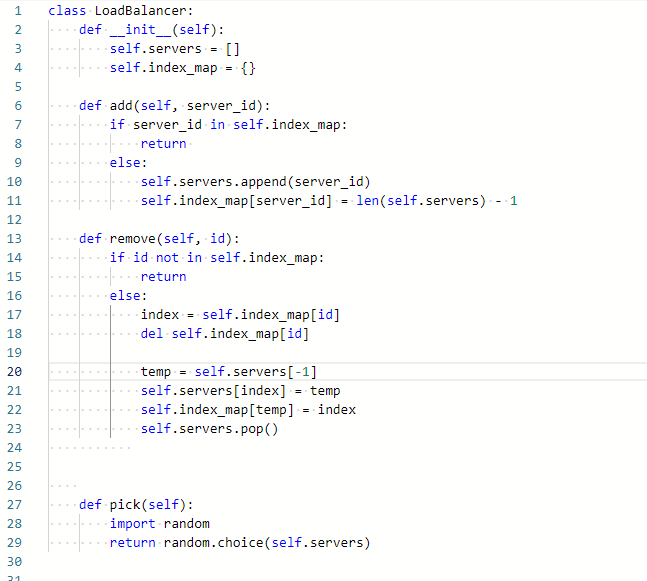 1 class LoadBalancer:
2     def __init__(self):
3         self.servers = []
4         self.index_map = {}
5
6     def add(self, server_id):
7         if server_id in self.index_map:
8             return
9         else:
10             self.servers.append(server_id)
11             self.index_map[server_id] = len(self.servers) - 1
12
13     def remove(self, id):
14         if id not in self.index_map:
15             return
16         else:
17             index = self.index_map[id]
18             del self.index_map[id]
19
20             temp = self.servers[-1]
21             self.servers[index] = temp
22             self.index_map[temp] = index
23             self.servers.pop()
24
25
26
27     def pick(self):
28         import random
29         return random.choice(self.servers)
30
31